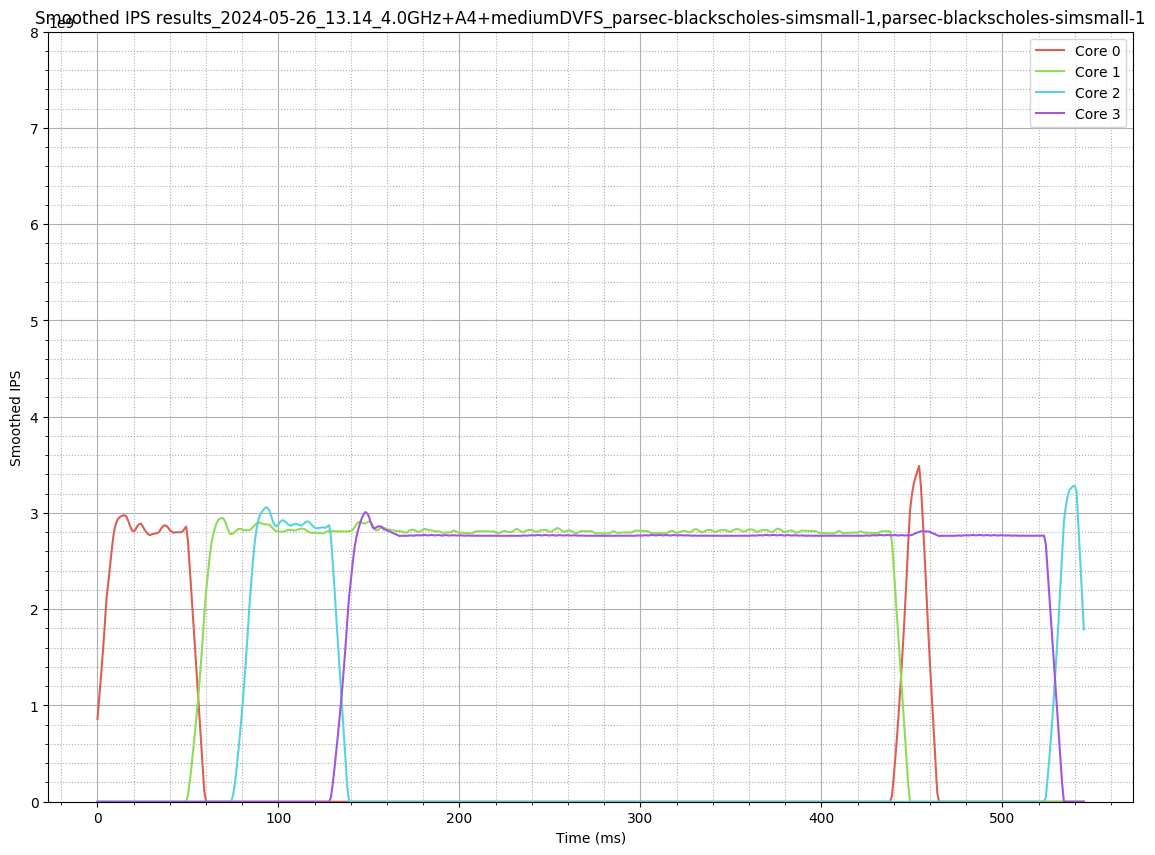 Smoothed IPS results_2024-05-26_13.14_4.0GHz+A4+mediumDVFS_parsec-blackscholes-simsmall-1,parsec-blackscholes-simsmall-1
1e9
8
7
6
5
4
3
2
1
0
Smoothed IPS
Core 0
Core 1
Core 2
Core 3
0 100 200 300 400 500
Time (ms)